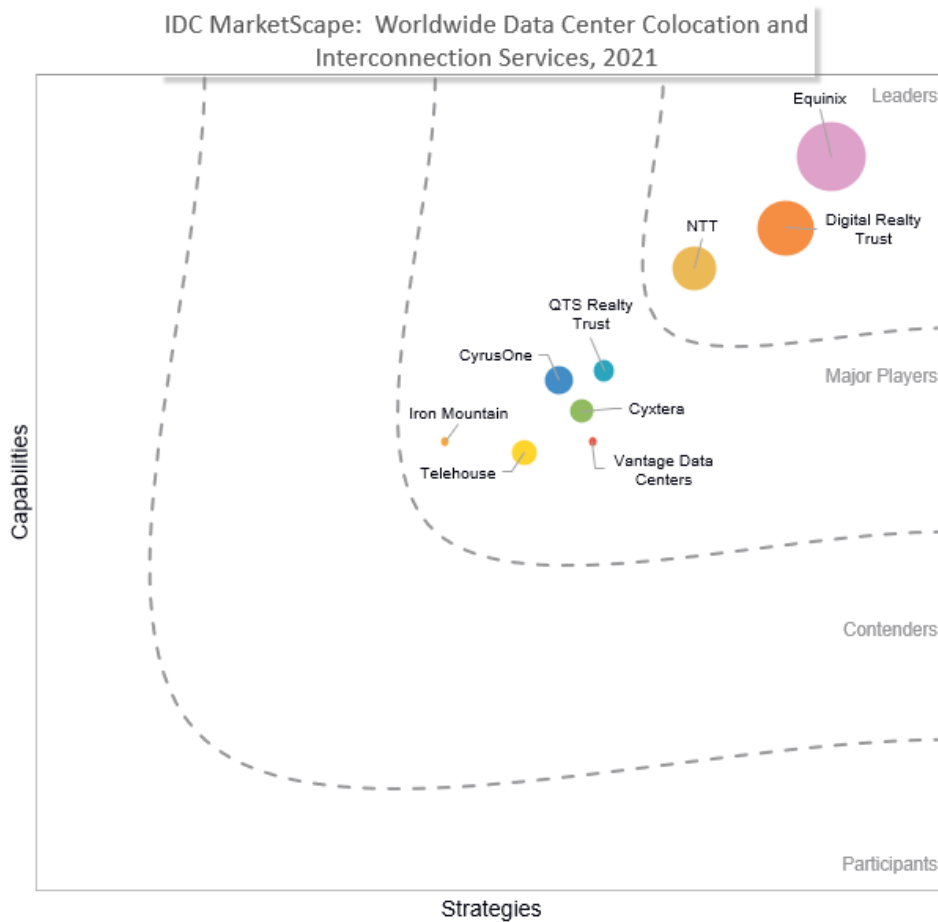 IDC MarketScape: Worldwide Data Center Colocation and
Interconnection Services, 2021
Equinix
Leaders
NTT
Digital Realty
Trust
QTS Realty
Trust
CyrusOne
Major Players
Iron Mountain
Cyxtera
Telehouse
Vantage Data
Centers
Capabilities
Contenders
Participants
Strategies